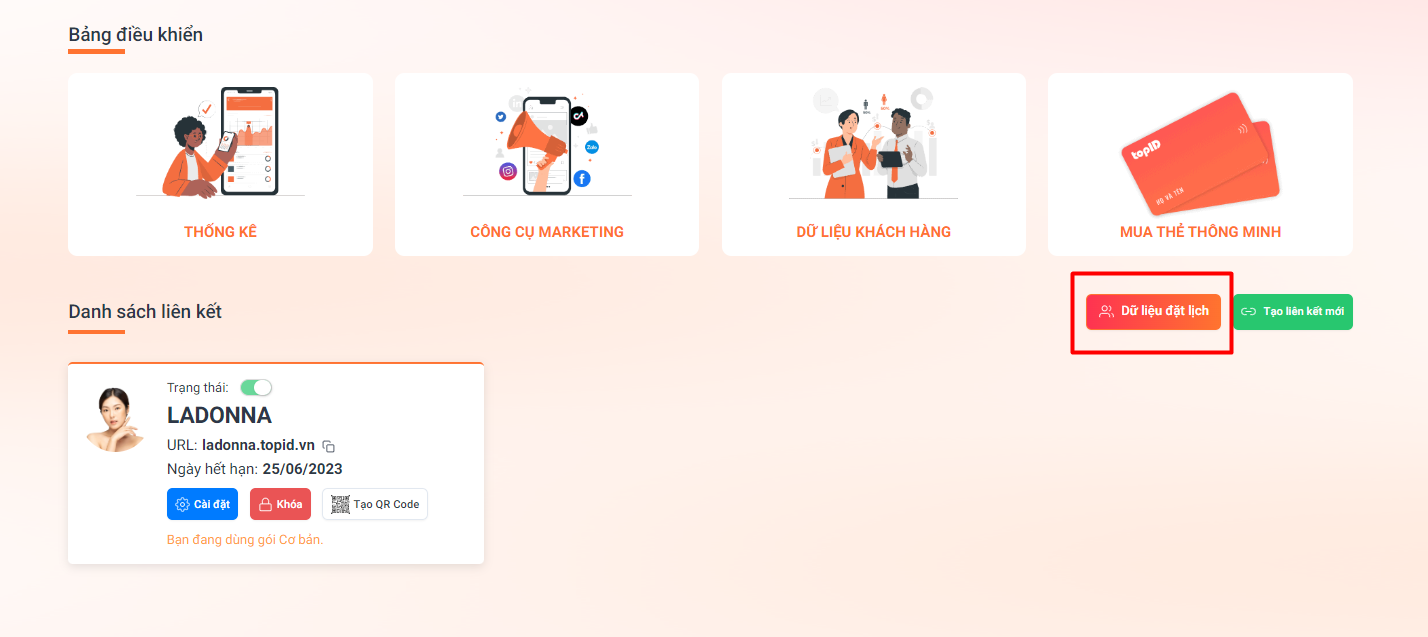 Bảng điều khiển
THỐNG KÊ
CÔNG CỤ MARKETING
Zalo
DỮ LIỆU KHÁCH HÀNG
topID
HỌ VÀ TÊN
MUA THẺ THÔNG MINH
Danh sách liên kết
Dữ liệu đặt lịch
Tạo liên kết mới
Trạng thái:
LADONNA
URL: ladonna.topid.vn
Ngày hết hạn: 25/06/2023
Cài đặt
Khóa
Tạo QR Code
Bạn đang dùng gói Cơ bản.